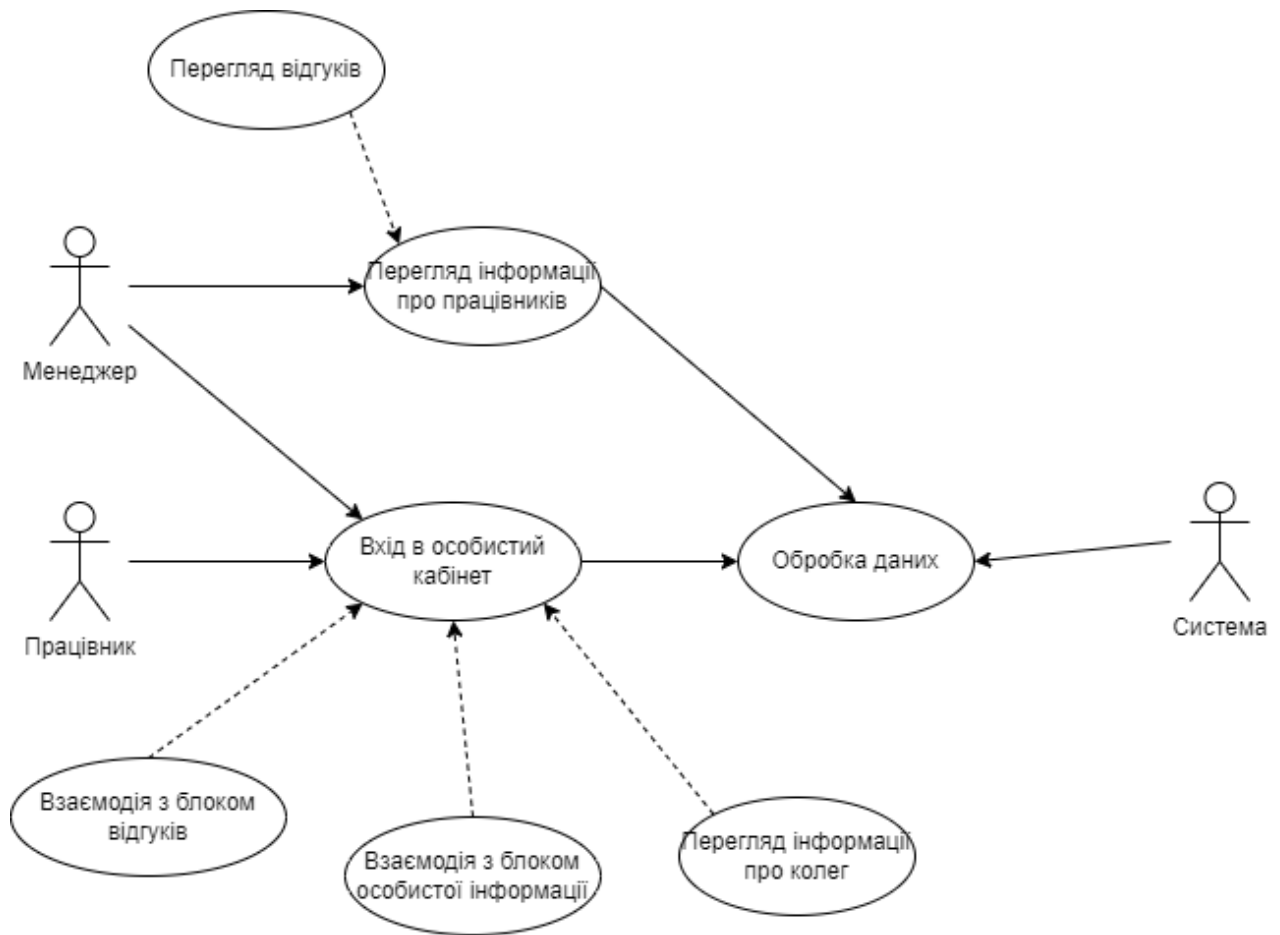 Перегляд відгуків
Перегляд інформації
про працівників
Менеджер
Вхід в особистий
кабінет
Обробка даних
Працівник
Система
Взаємодія з блоком
відгуків
Взаємодія з блоком
особистої інформації
Перегляд інформації
про колег